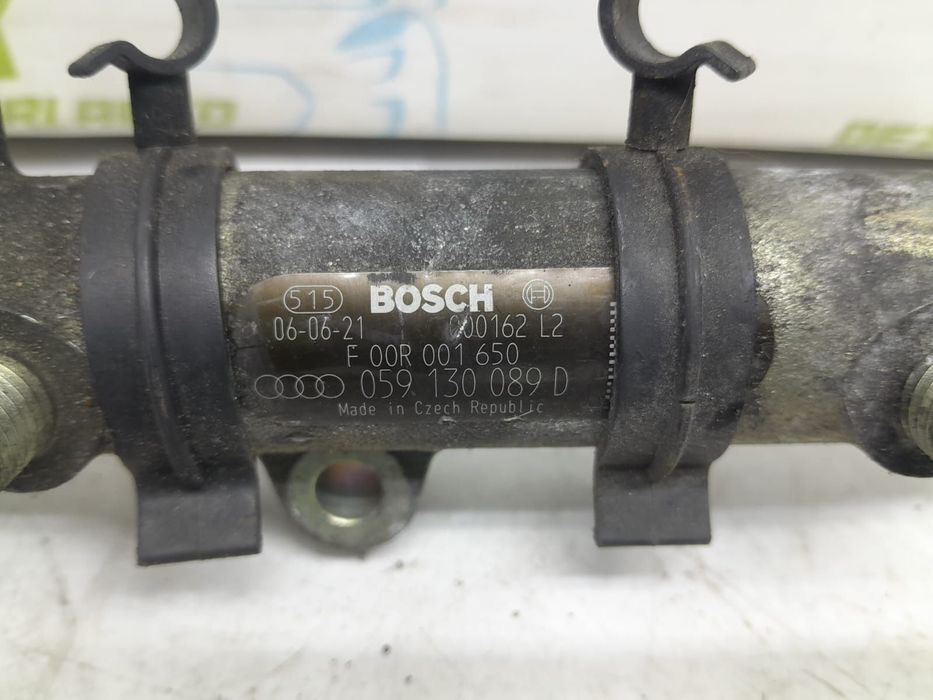 515 BOSCH
06-06-21 000162 L2
F 00R 001 650
059 130 089 D
Made in Czech Republic